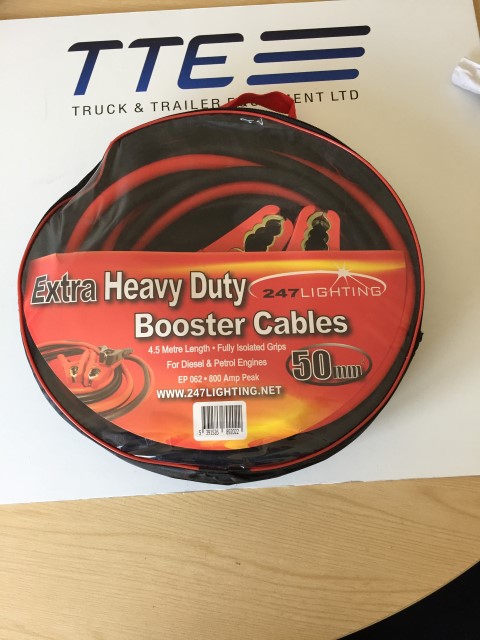 TTE
TRUCK & TRAILER EQUIPMENT LTD
Extra Heavy Duty
247LIGHTING
Booster Cables
4.5 Metre Length • Fully Isolated Grips
For Diesel & Petrol Engines
50mm
EP 062 • 800 Amp Peak
WWW.247LIGHTING.NET